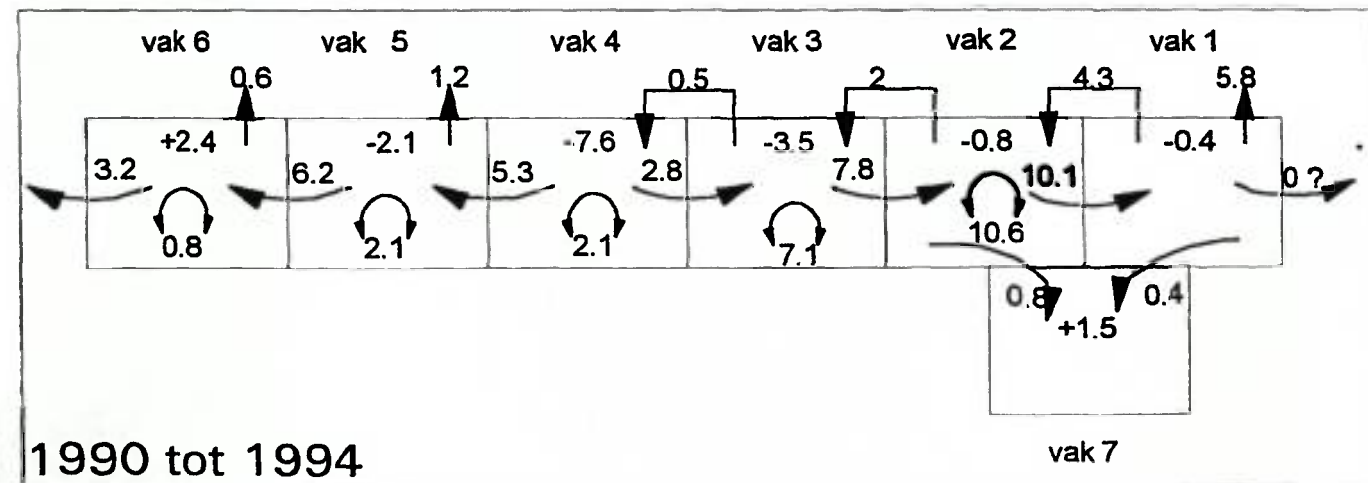 vak 6 vak 5 vak 4 vak 3 vak 2 vak 1
0.6 1.2 0.5 2 4.3 5.8
+2.4 -2.1 -7.6 -3.5 -0.8 -0.4
3.2 6.2 5.3 2.8 7.8 10.1 0 ?
0.8 2.1 2.1 7.1 10.6
0.8 0.4
+1.5
1990 tot 1994 vak 7